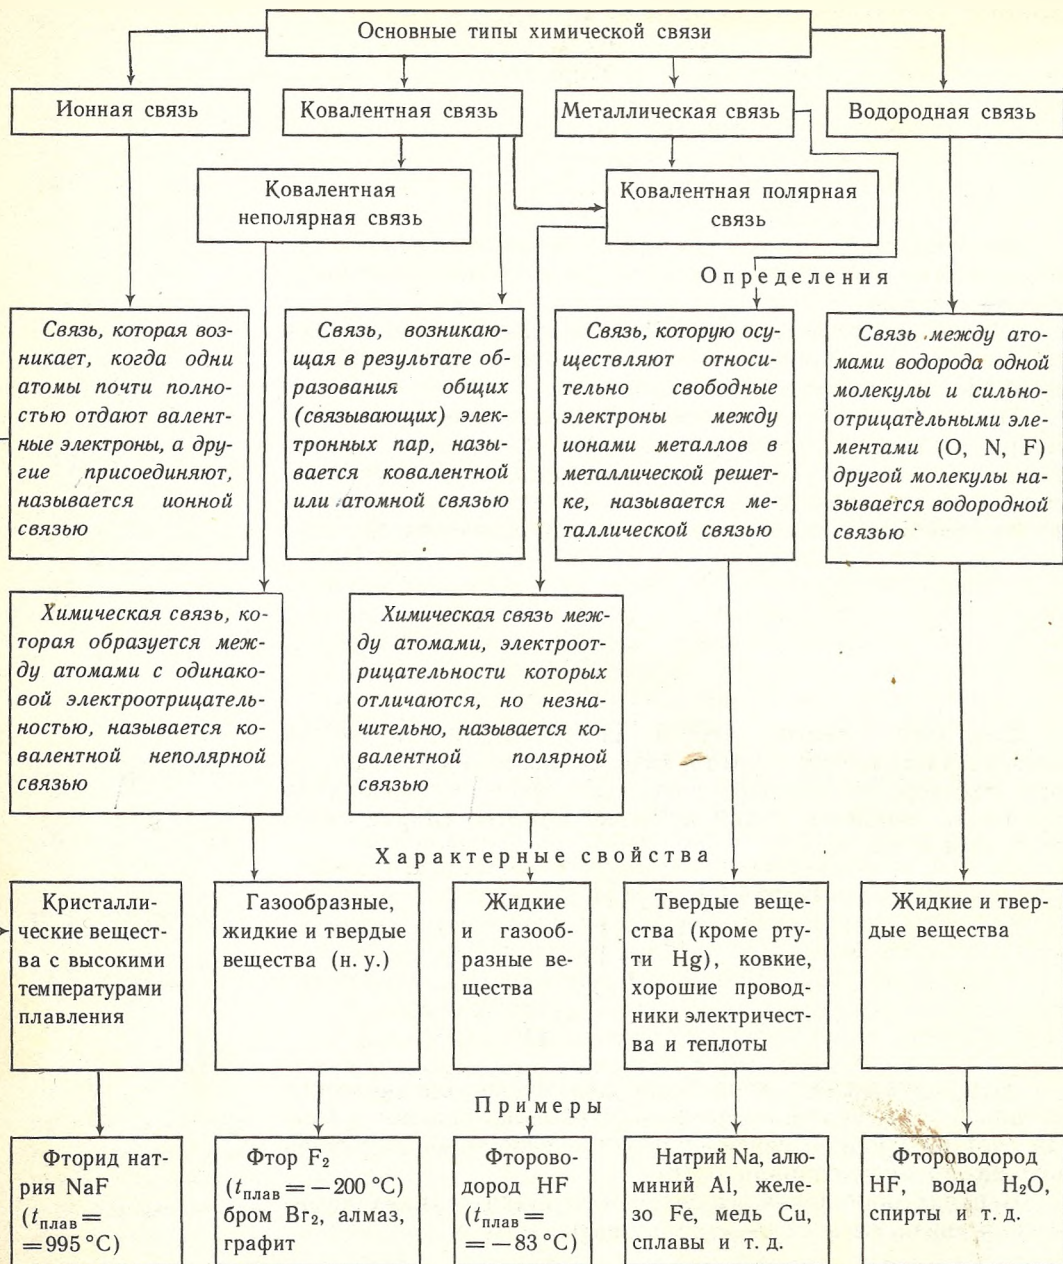 Основные типы химической связи
Ионная связь
Ковалентная связь
Металлическая связь
Водородная связь
Ковалентная
неполярная связь
Ковалентная полярная
связь
Определения
Связь, которая воз-
никает, когда одни
атомы почти полно-
стью отдают валент-
ные электроны, а дру-
гие присоединяют,
называется ионной
связью
Связь, возникаю-
щая в результате об-
разования общих
(связывающих) элек-
тронных пар, назы-
вается ковалентной
или атомной связью
Связь, которую осу-
ществляют относи-
тельно свободные
электроны между
ионами металлов в
металлической решет-
ке, называется ме-
таллической связью
Связь между ато-
мами водорода одной
молекулы и сильно-
отрицательными эле-
ментами (O, N, F)
другой молекулы на-
зывается водородной
связью
Химическая связь, ко-
торая образуется меж-
ду атомами с одинако-
вой электроотрицатель-
ностью, называется ко-
валентной неполярной
связью
Химическая связь меж-
ду атомами, электроот-
рицательности которых
отличаются, но незна-
чительно, называется ко-
валентной полярной
связью
Характерные свойства
Кристалли-
ческие вещест-
ва с высокими
температурами
плавления
Газообразные,
жидкие и твердые
вещества (н. у.)
Жидкие
и газооб-
разные ве-
щества
Твердые веще-
ства (кроме рту-
ти Hg), ковкие,
хорошие провод-
ники электричест-
ва и теплоты
Жидкие и твер-
дые вещества
Примеры
Фторид нат-
рия NaF
(tплав=
=995 °C)
Фтор F₂
(tплав=−200 °C)
бром Br₂, алмаз,
графит
Фторово-
дород HF
(tплав=
=−83 °C)
Натрий Na, алю-
миний Al, желе-
зо Fe, медь Cu,
сплавы и т. д.
Фтороводород
HF, вода H₂O,
спирты и т. д.